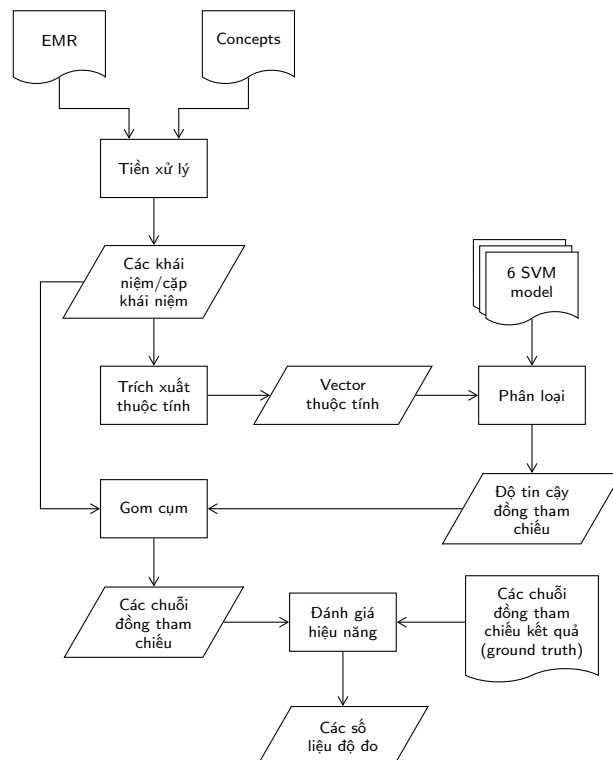 EMR
Concepts
Tiền xử lý
Các khái
niệm/cặp
khái niệm
6 SVM
model
Trích xuất
thuộc tính
Vector
thuộc tính
Phân loại
Gom cụm
Độ tin cậy
đồng tham
chiếu
Các chuỗi
đồng tham
chiếu
Đánh giá
hiệu năng
Các chuỗi
đồng tham
chiếu kết quả
(ground truth)
Các số
liệu độ đo